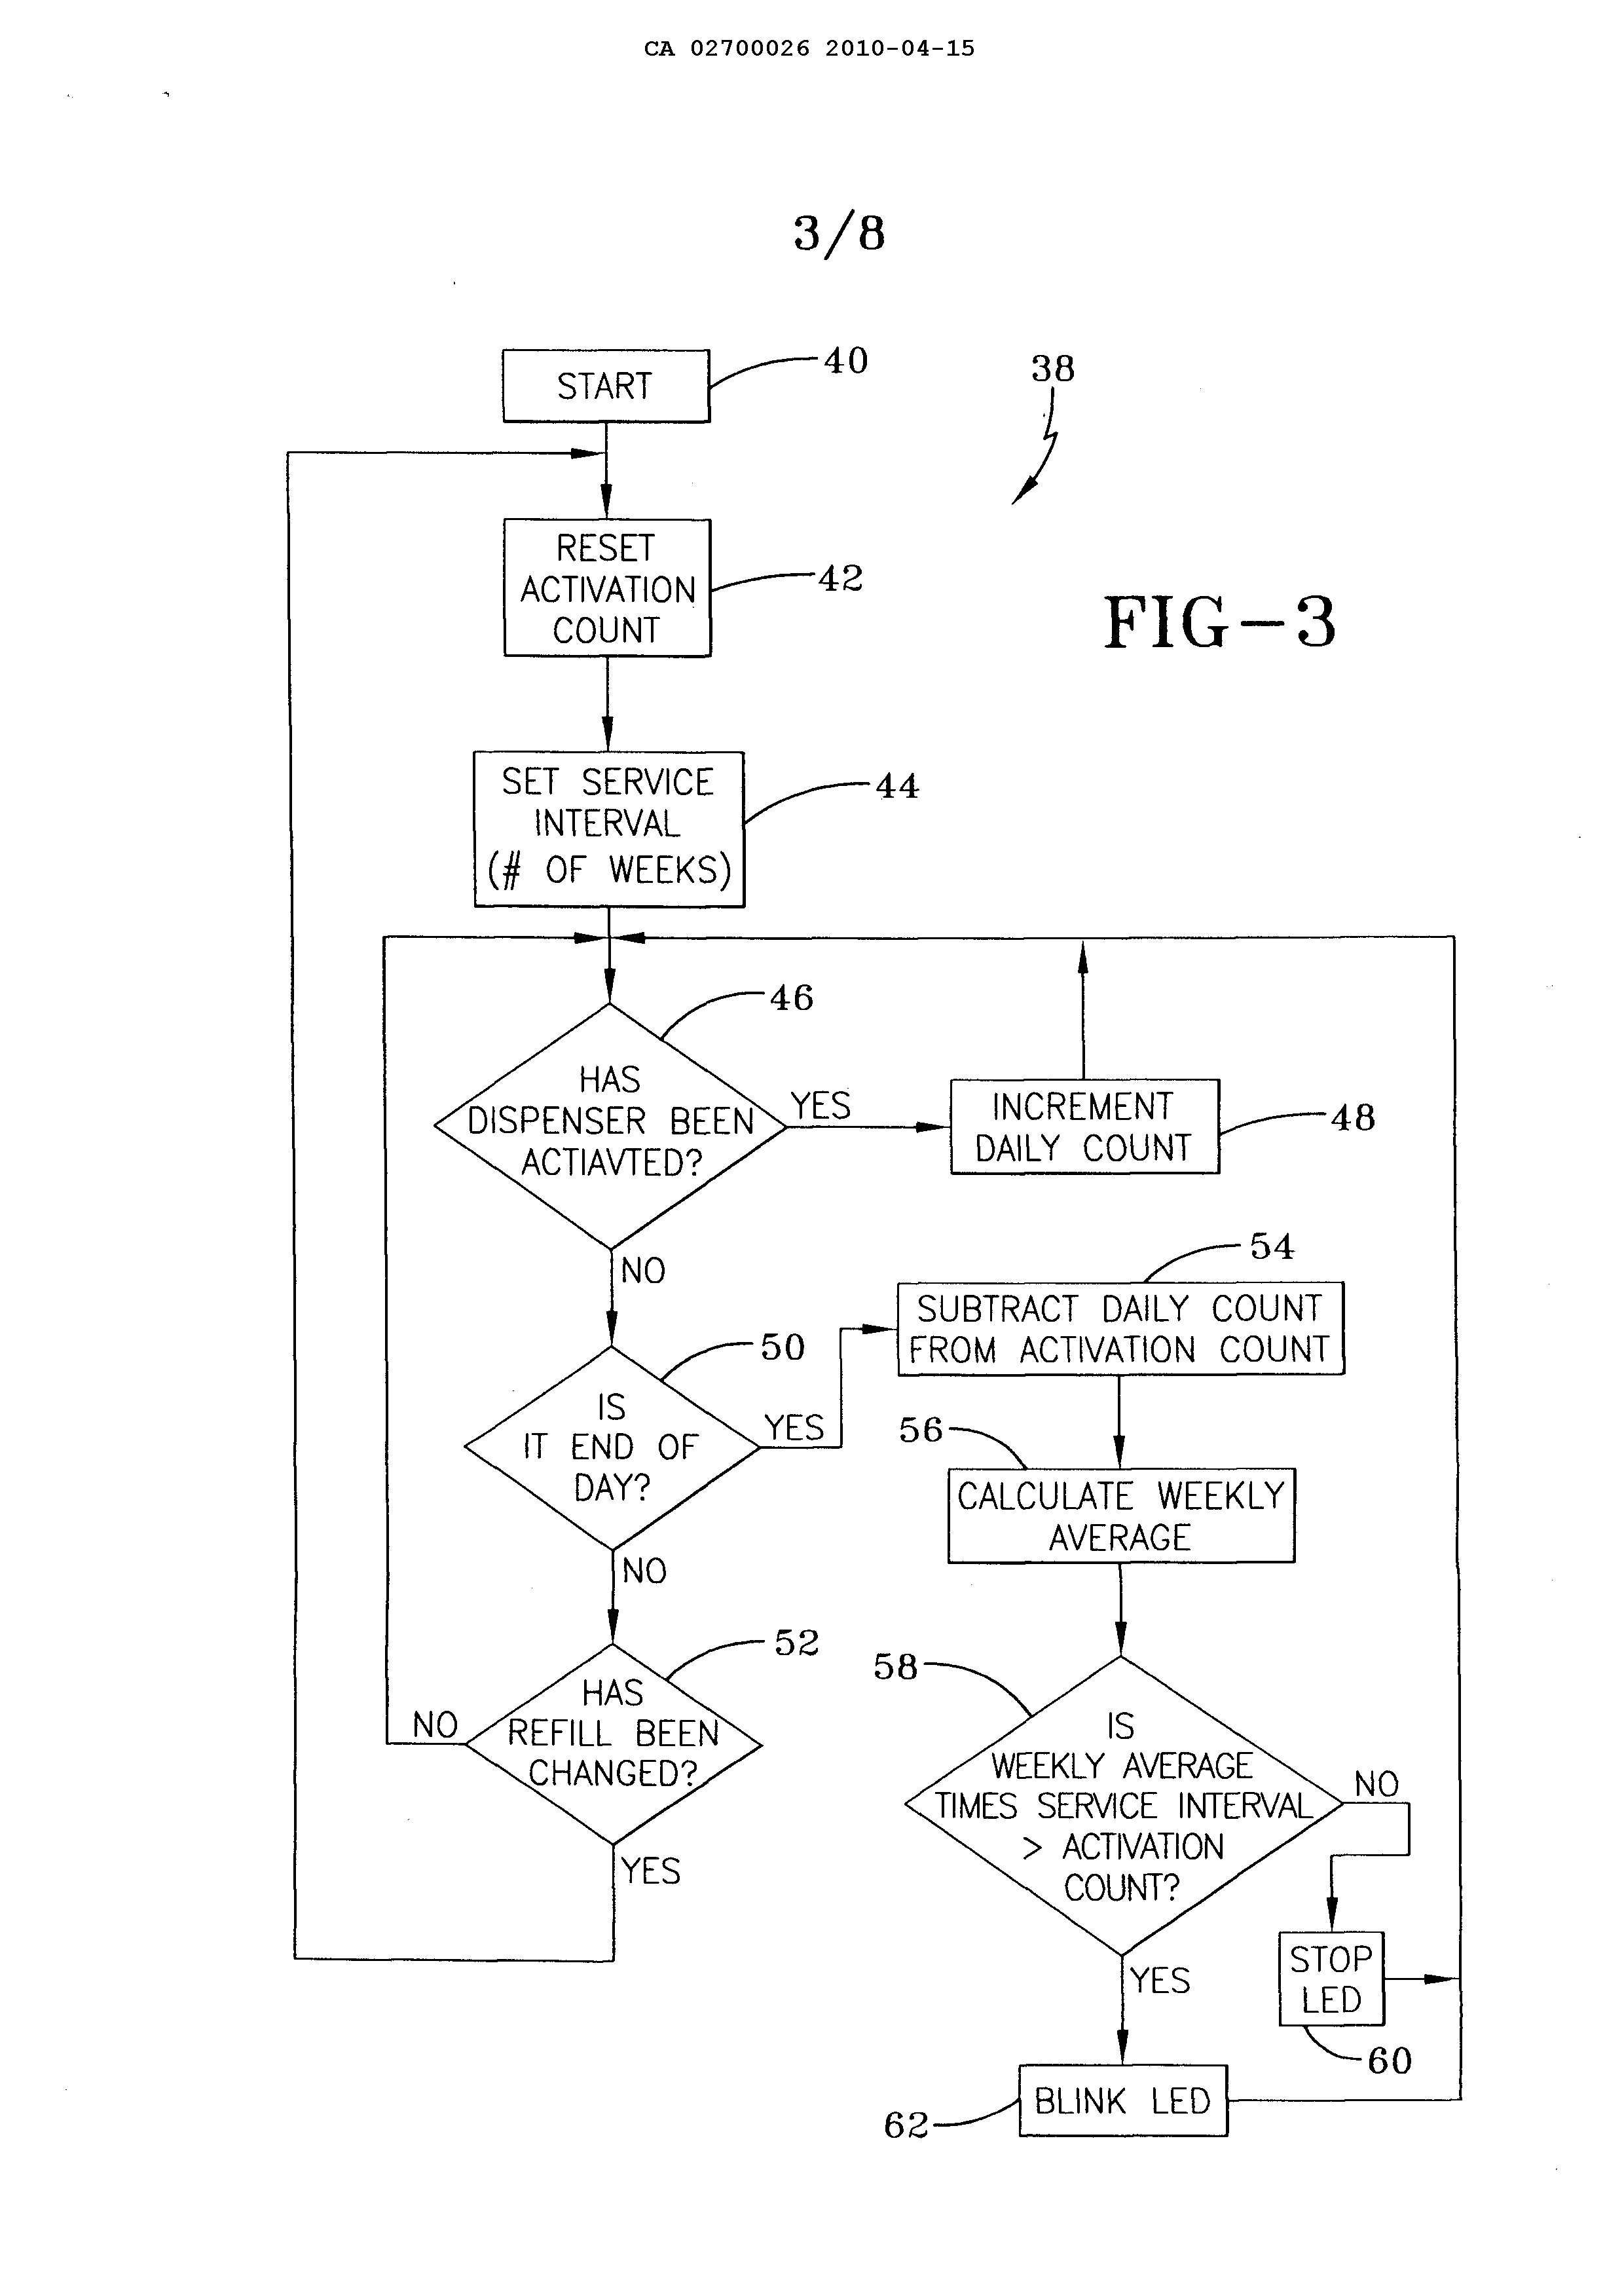 CA 02700026 2010-04-15
3/8
START
40
38
RESET
ACTIVATION
COUNT
42
FIG-3
SET SERVICE
INTERVAL
(# OF WEEKS)
44
46
HAS
DISPENSER BEEN
ACTIAVTED?
YES
INCREMENT
DAILY COUNT
48
NO
54
SUBTRACT DAILY COUNT
FROM ACTIVATION COUNT
50
IS
IT END OF
DAY?
YES
56
CALCULATE WEEKLY
AVERAGE
NO
52
HAS
REFILL BEEN
CHANGED?
NO
YES
58
IS
WEEKLY AVERAGE
TIMES SERVICE INTERVAL
> ACTIVATION
COUNT?
NO
YES
STOP
LED
60
BLINK LED
62